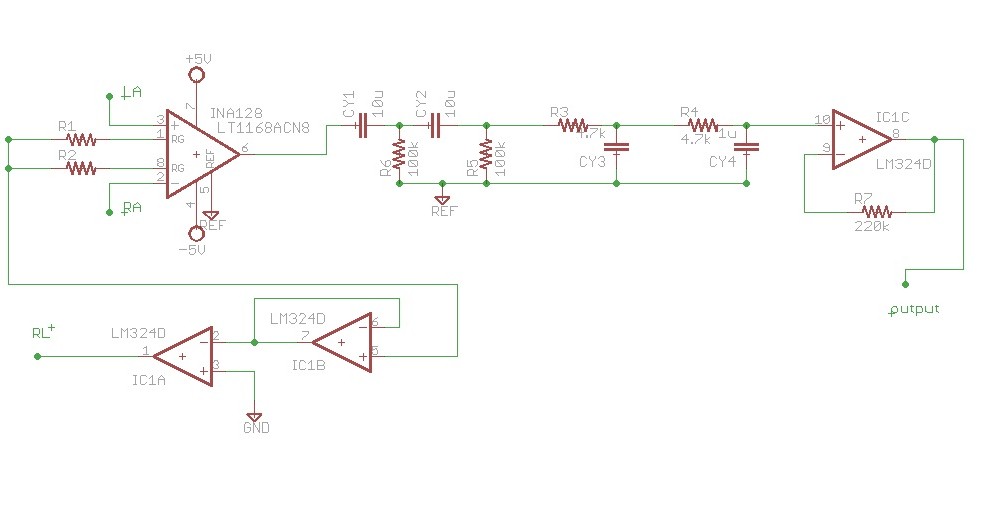 +5V
LA
INA128
LT1168ACN8
R1
R2
3
1
8
2
7
6
5
4
+
RG
RG
−
+
REF
RA
REF
-5V
CY1
10u
CY2
10u
R6
100k
R5
100k
REF
R3
4.7k
CY3
R4
4.7k
1u
CY4
10
9
8
+
−
+
IC1C
LM324D
R7
220k
output
RL
LM324D
1
2
3
−
+
+
IC1A
LM324D
7
6
5
−
+
+
IC1B
GND